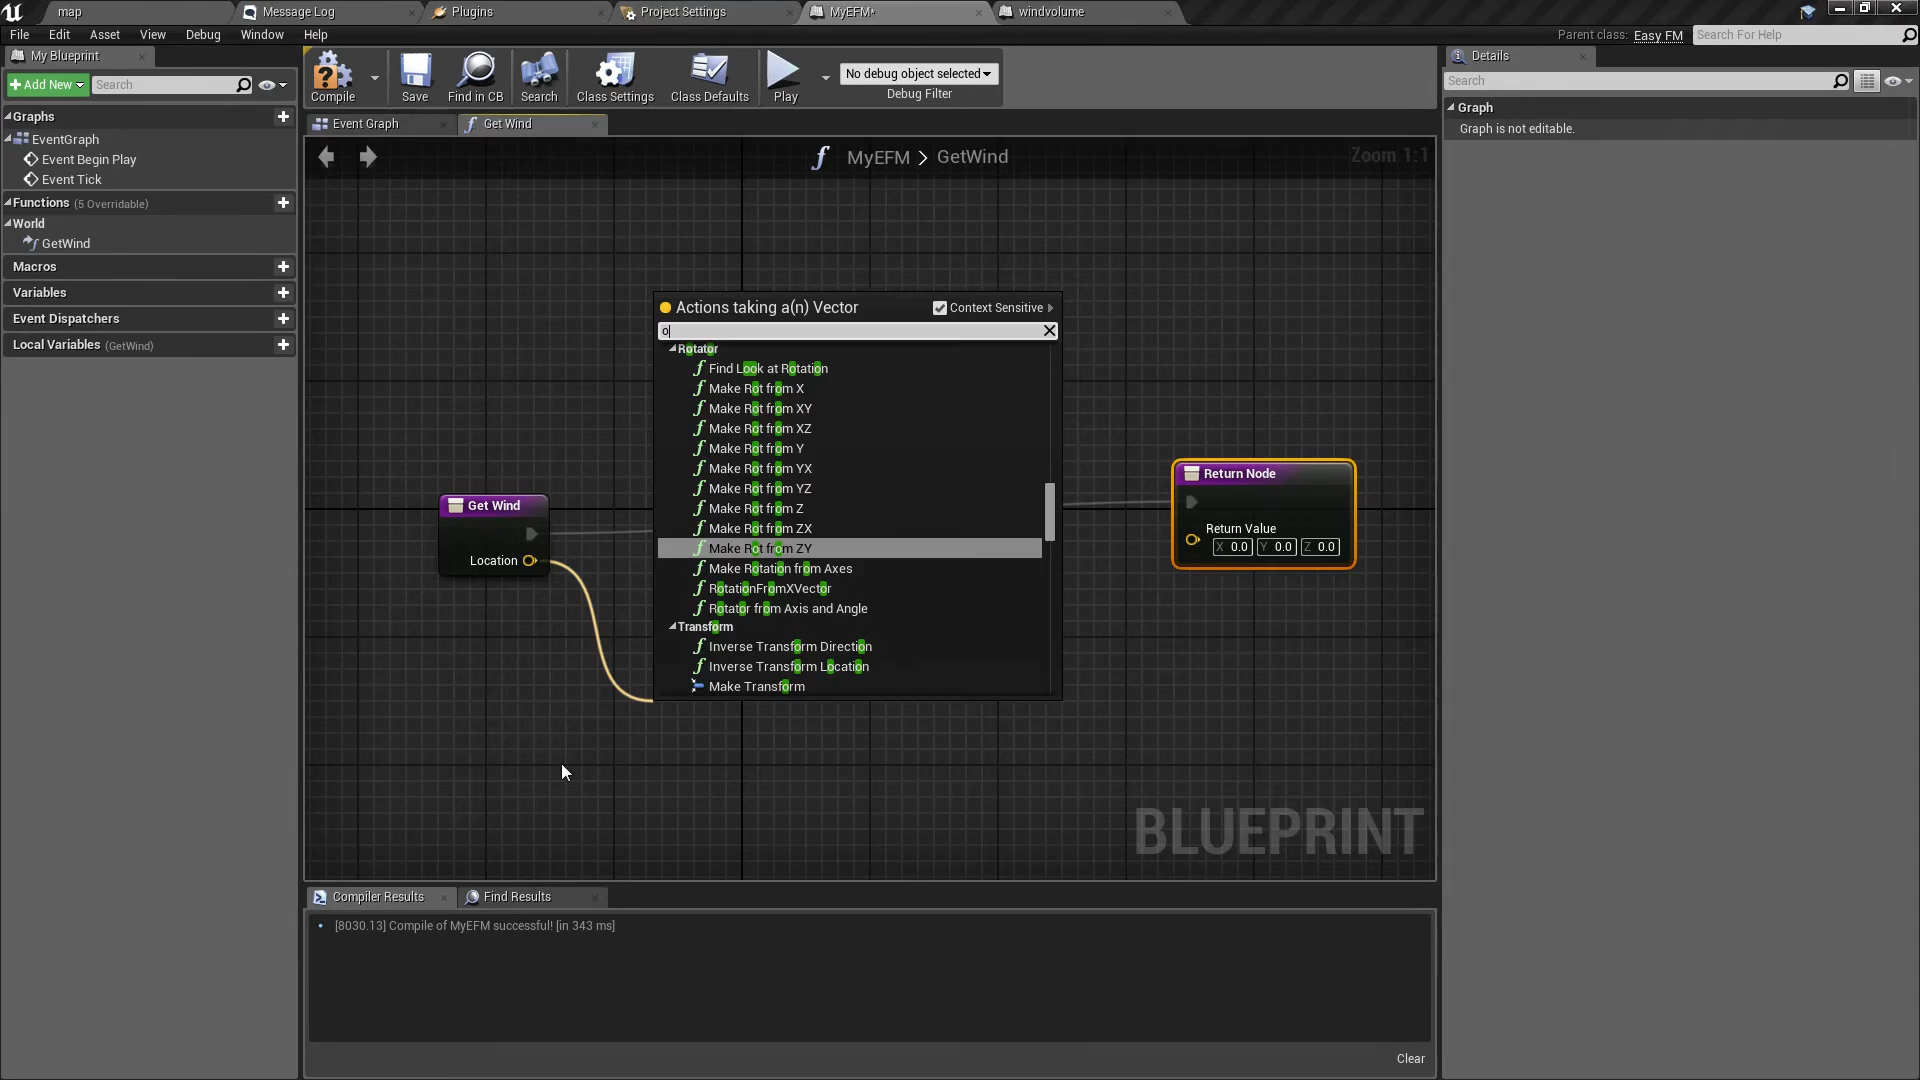 map
Message Log
Plugins
Project Settings
MyEFM*
windvolume
File Edit Asset View Debug Window Help
Parent class: Easy FM
Search For Help
My Blueprint
Add New
Search
Graphs
EventGraph
Event Begin Play
Event Tick
Functions (5 Overridable)
World
GetWind
Macros
Variables
Event Dispatchers
Local Variables (GetWind)
Compile
Save
Find in CB
Search
Class Settings
Class Defaults
Play
No debug object selected
Debug Filter
Event Graph
Get Wind
MyEFM > GetWind
Zoom 1:1
Actions taking a(n) Vector
Context Sensitive
o
Rotator
Find Look at Rotation
Make Rot from X
Make Rot from XY
Make Rot from XZ
Make Rot from Y
Make Rot from YX
Make Rot from YZ
Make Rot from Z
Make Rot from ZX
Make Rot from ZY
Make Rotation from Axes
RotationFromXVector
Rotator from Axis and Angle
Transform
Inverse Transform Direction
Inverse Transform Location
Make Transform
Get Wind
Location
Return Node
Return Value
X 0.0 Y 0.0 Z 0.0
BLUEPRINT
Compiler Results
Find Results
[8030.13] Compile of MyEFM successful! [in 343 ms]
Clear
Details
Search
Graph
Graph is not editable.